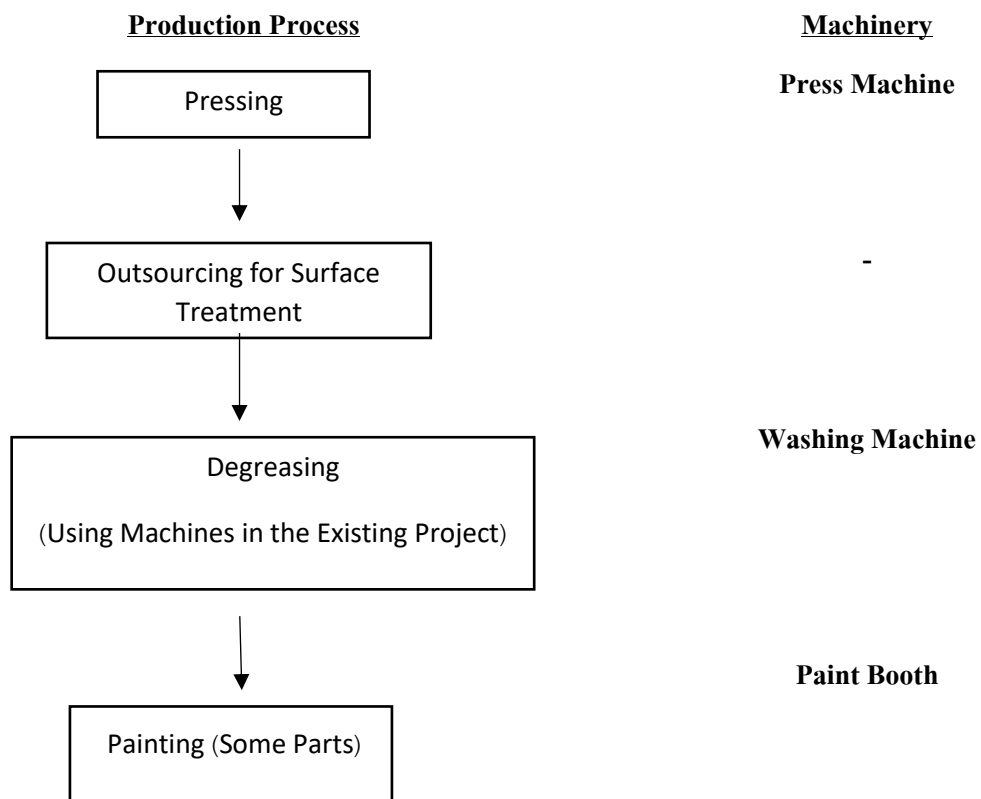 Production Process
Machinery
Pressing
Press Machine
Outsourcing for Surface
Treatment
-
Degreasing
(Using Machines in the Existing Project)
Washing Machine
Painting (Some Parts)
Paint Booth